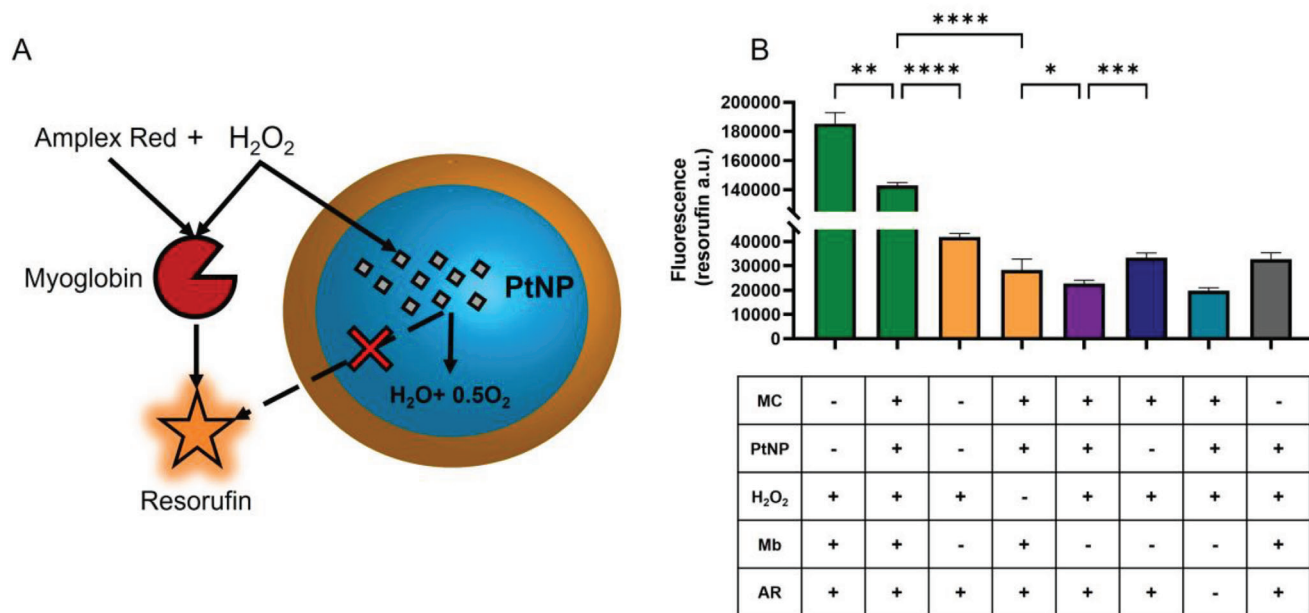 A
Amplex Red + H₂O₂
Myoglobin
PtNP
H₂O+ 0.5O₂
Resorufin
B
****
** **** * ***
Fluorescence
(resorufin a.u.)
200000
180000
160000
140000
40000
30000
20000
10000
0
MC - + - + + + + -
PtNP - + - + + - + +
H₂O₂ + + + - + + + +
Mb + + - + - - - +
AR + + + + + + - +